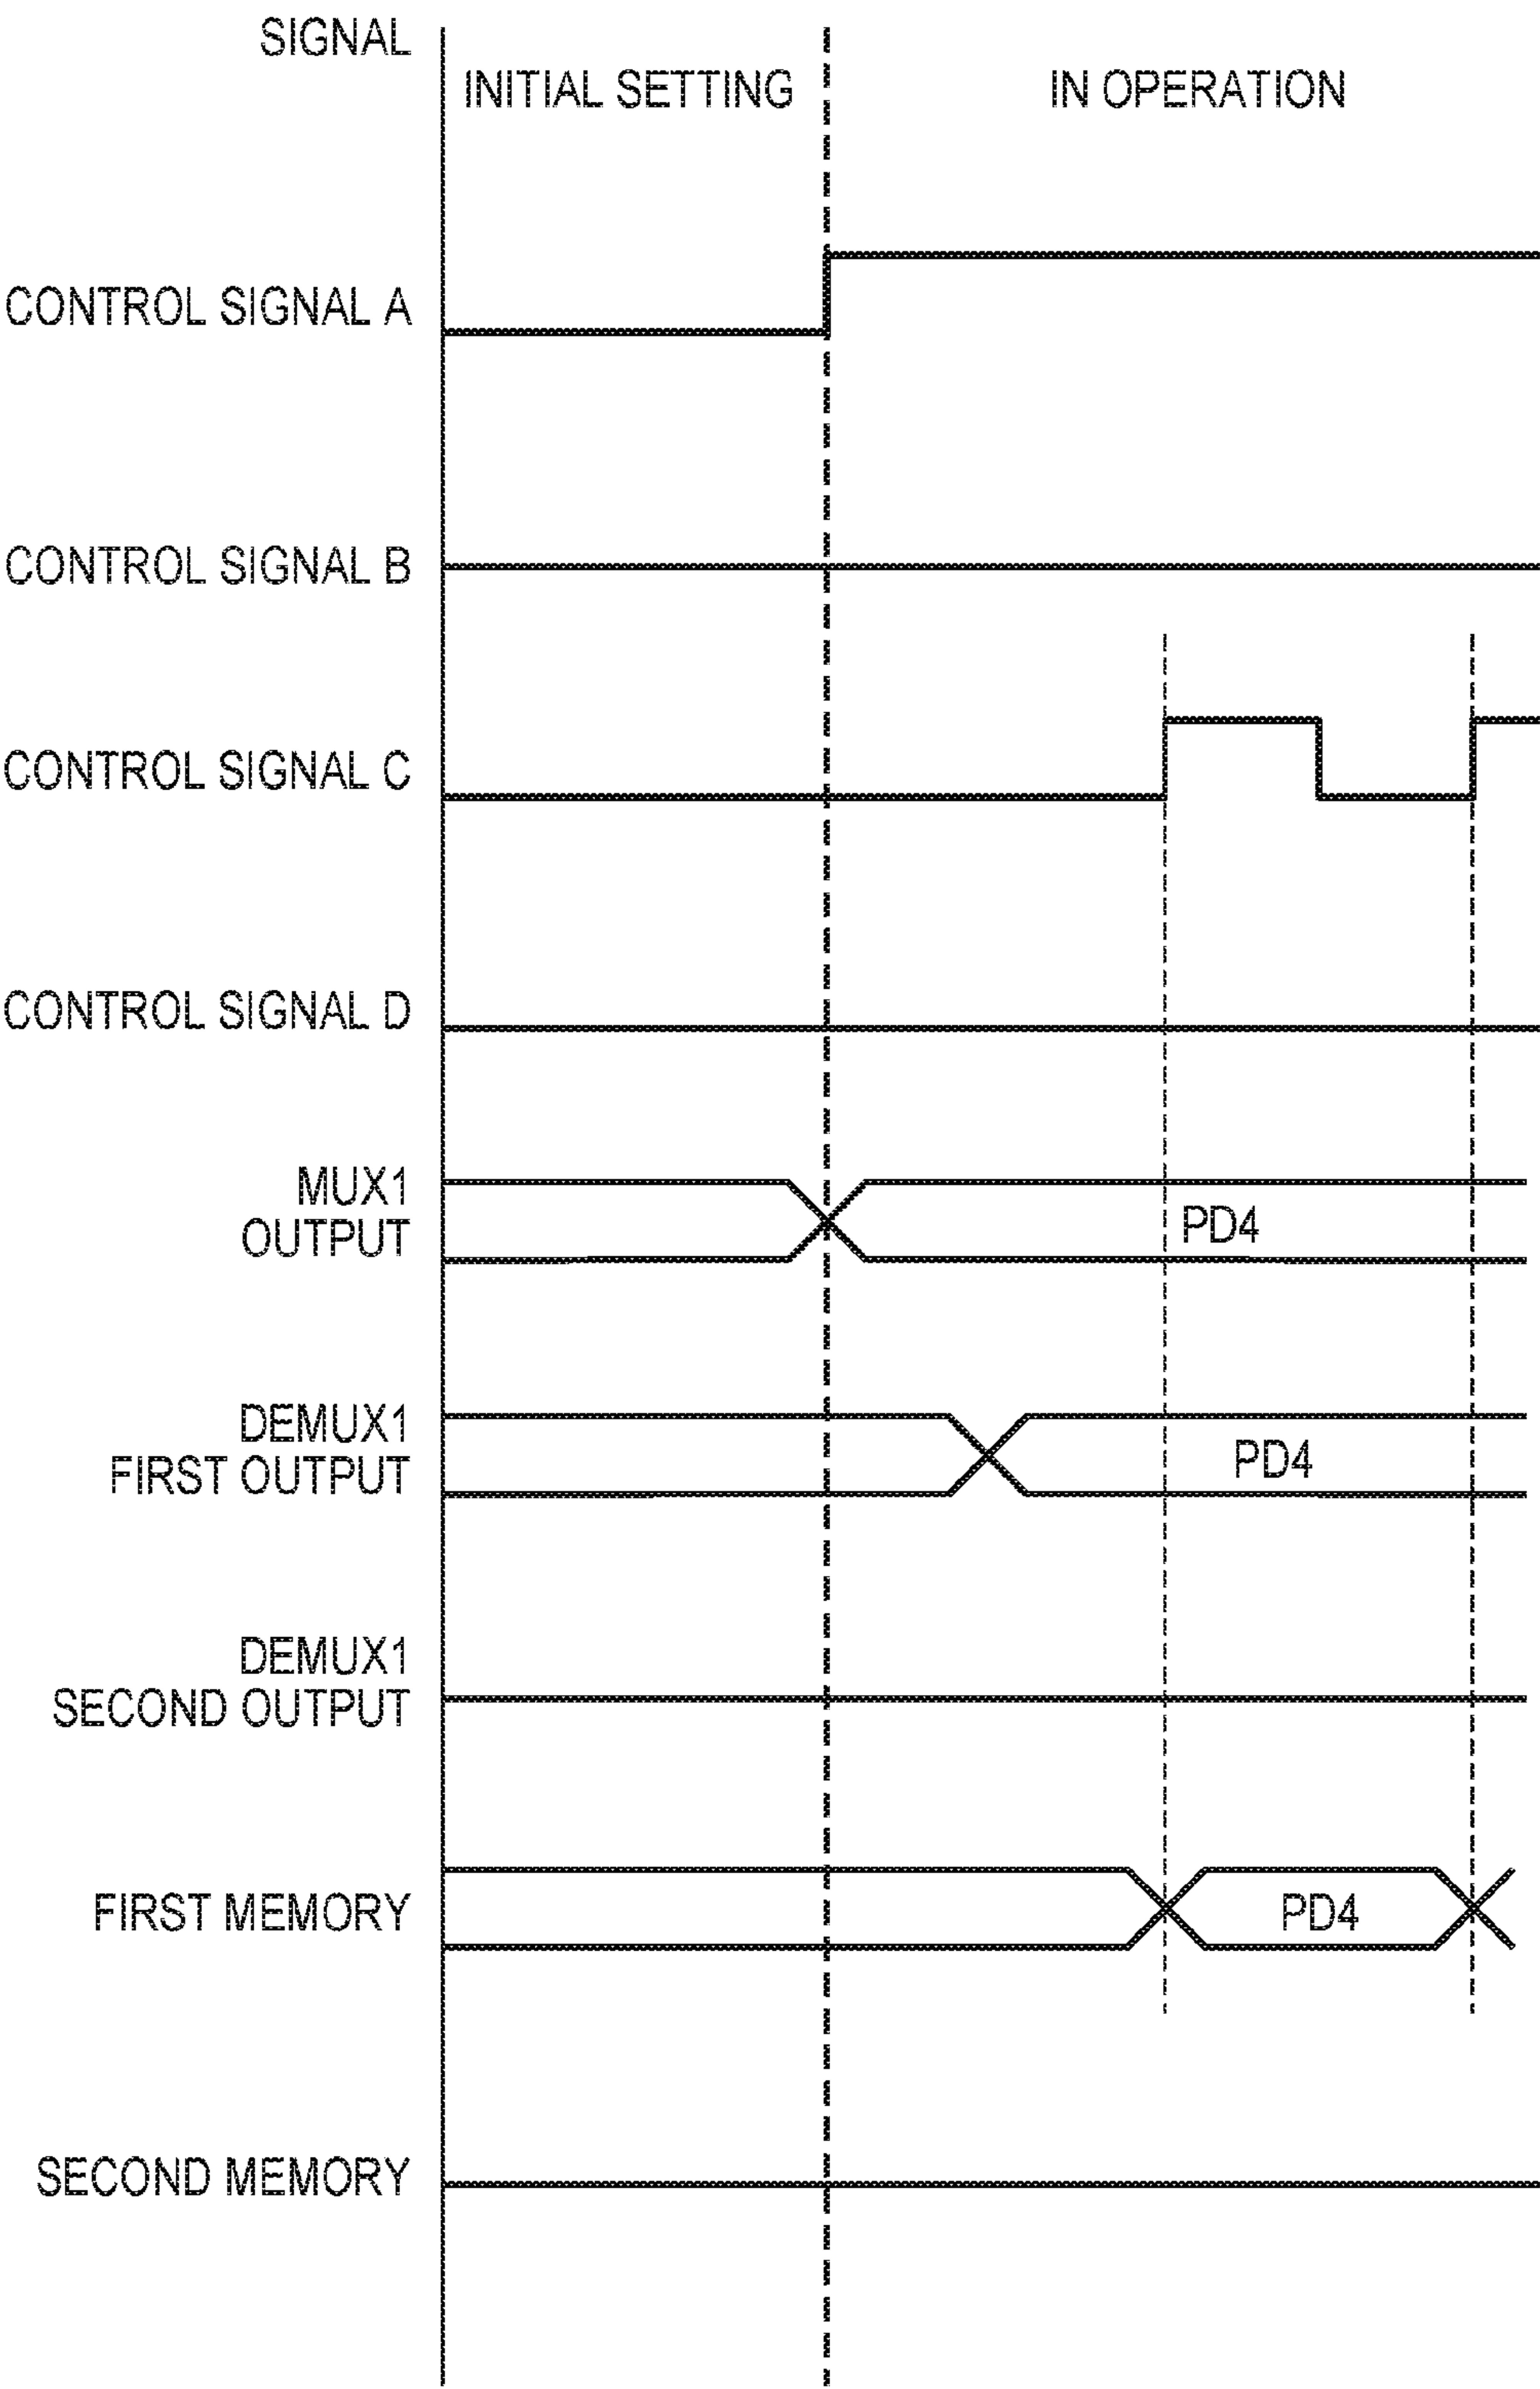 SIGNAL
INITIAL SETTING
IN OPERATION
CONTROL SIGNAL A
CONTROL SIGNAL B
CONTROL SIGNAL C
CONTROL SIGNAL D
MUX1
OUTPUT
PD4
DEMUX1
FIRST OUTPUT
PD4
DEMUX1
SECOND OUTPUT
FIRST MEMORY
PD4
SECOND MEMORY